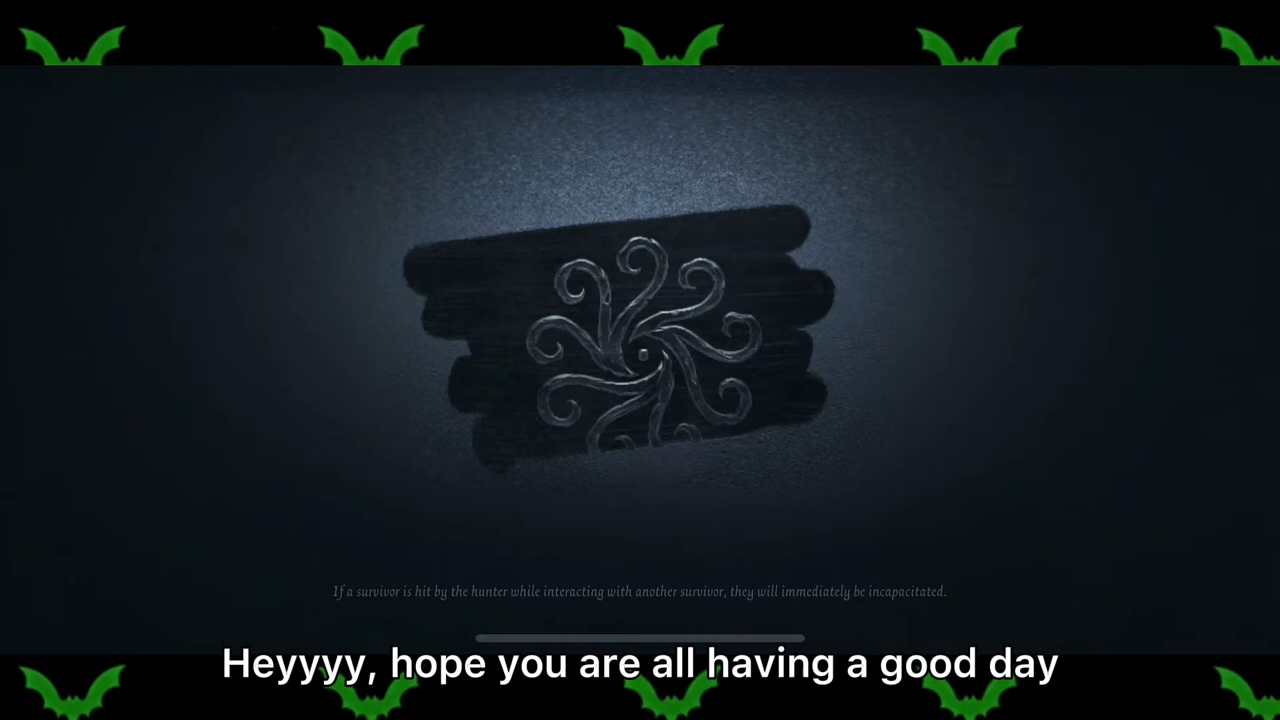 If a survivor is hit by the hunter while interacting with another survivor, they will immediately be incapacitated.
Heyyyy, hope you are all having a good day